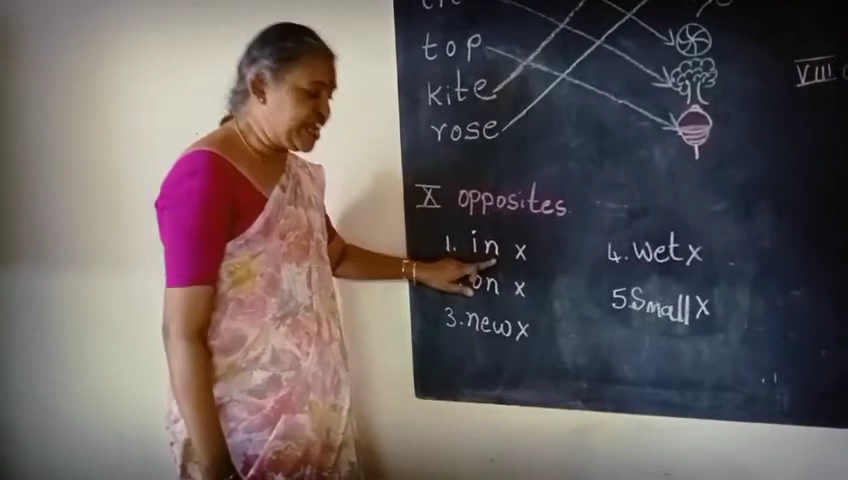 top
kite
rose
VIII
X opposites.
1. in x
on x
3. new x
4. wet x
5. Small x